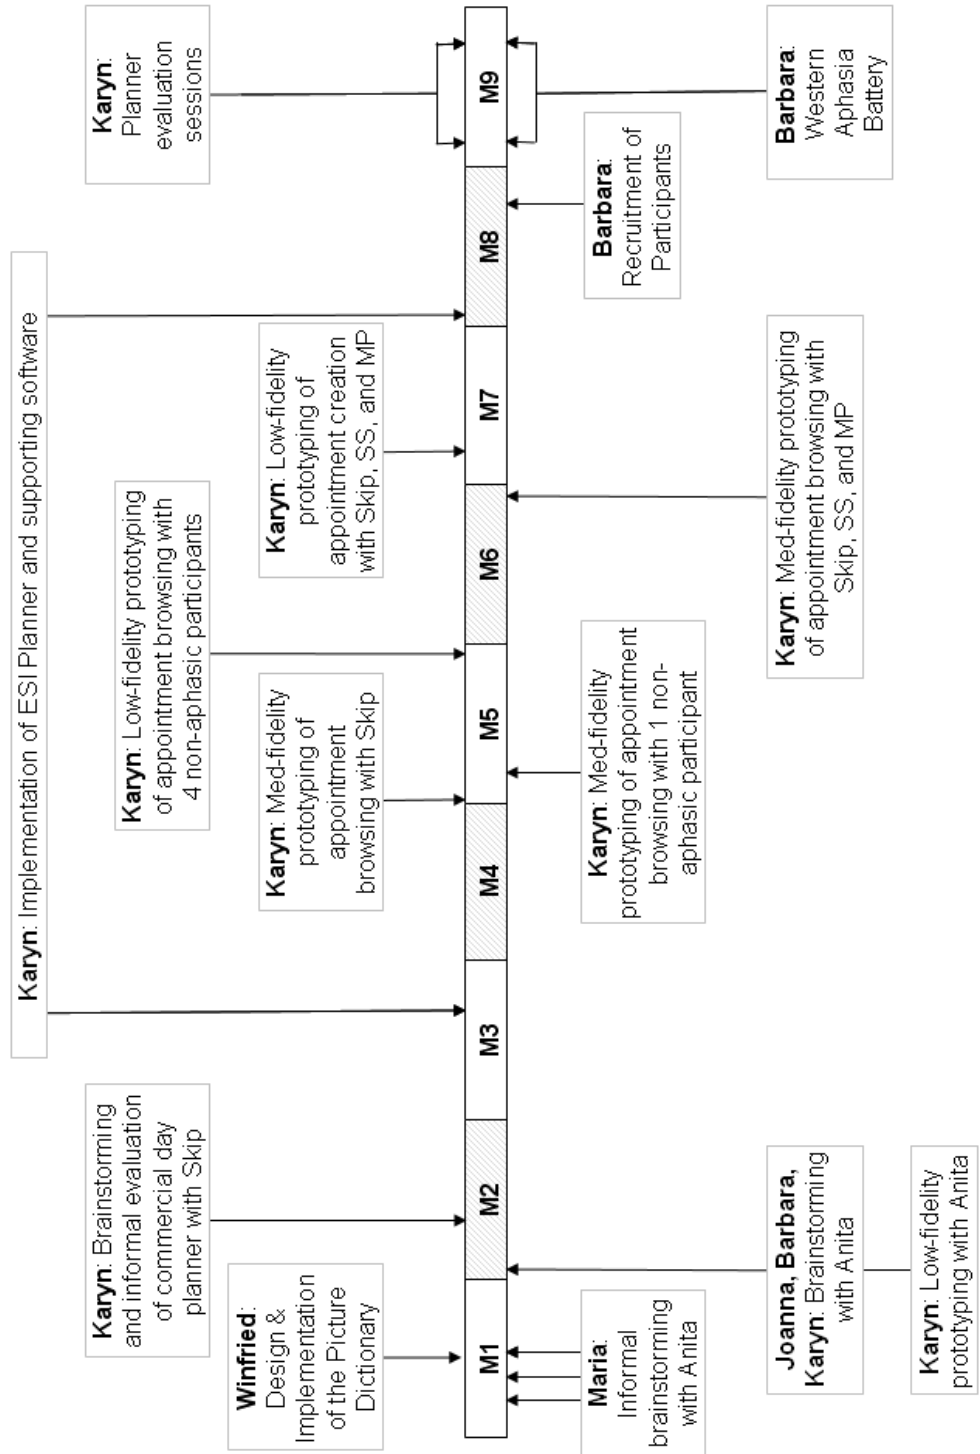 Karyn: Implementation of ESI Planner and supporting software
Karyn: Brainstorming
and informal evaluation
of commercial day
planner with Skip
Karyn: Low-fidelity prototyping
of appointment browsing with
4 non-aphasic participants
Karyn:
Planner
evaluation
sessions
Winfried:
Design &
Implementation
of the Picture
Dictionary
Karyn: Med-fidelity
prototyping of
appointment
browsing with Skip
Karyn: Low-fidelity
prototyping of
appointment creation
with Skip, SS, and MP
M1
M2
M3
M4
M5
M6
M7
M8
M9
Maria:
Informal
brainstorming
with Anita
Karyn: Med-fidelity
prototyping of appointment
browsing with 1 non-
aphasic participant
Barbara:
Recruitment of
Participants
Joanna, Barbara,
Karyn: Brainstorming
with Anita
Karyn: Med-fidelity prototyping
of appointment browsing with
Skip, SS, and MP
Barbara:
Western
Aphasia
Battery
Karyn: Low-fidelity
prototyping with Anita